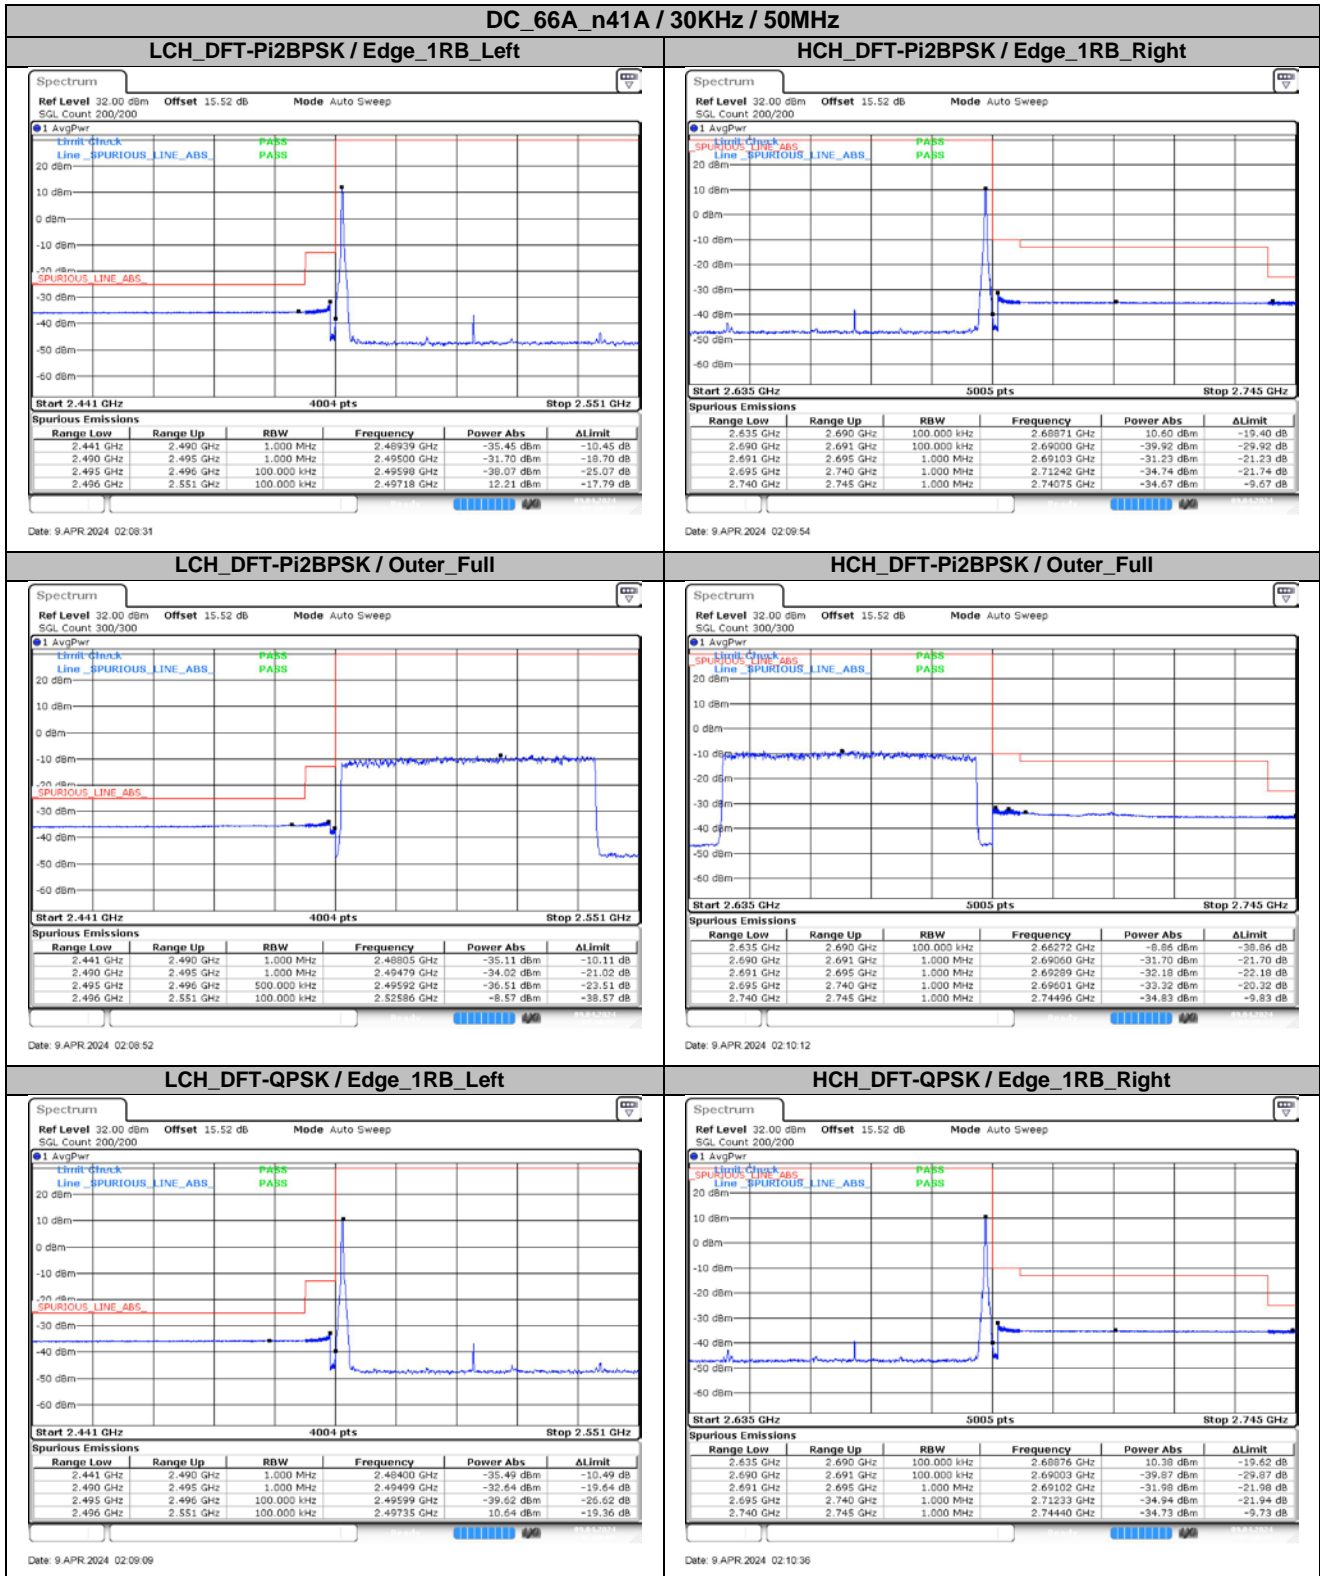 DC_66A_n41A / 30KHz / 50MHz
LCH_DFT-Pi2BPSK / Edge_1RB_Left
Spectrum
Ref Level 32.00 dBm Offset 15.52 dB Mode Auto Sweep
SGL Count 200/200
1 AvgPwr
Limit Check PASS
Line _SPURIOUS_LINE_ABS_ PASS
20 dBm
10 dBm
0 dBm
-10 dBm
-20 dBm
_SPURIOUS_LINE_ABS_
-30 dBm
-40 dBm
-50 dBm
-60 dBm
Start 2.441 GHz 4004 pts Stop 2.551 GHz
Spurious Emissions
Range Low Range Up RBW Frequency Power Abs ΔLimit
2.441 GHz 2.490 GHz 1.000 MHz 2.48939 GHz -35.45 dBm -10.45 dB
2.490 GHz 2.495 GHz 1.000 MHz 2.49500 GHz -31.70 dBm -18.70 dB
2.495 GHz 2.496 GHz 100.000 kHz 2.49598 GHz -38.07 dBm -25.07 dB
2.496 GHz 2.551 GHz 100.000 kHz 2.49718 GHz 12.21 dBm -17.79 dB
Date: 9.APR.2024 02:08:31
HCH_DFT-Pi2BPSK / Edge_1RB_Right
Spectrum
Ref Level 32.00 dBm Offset 15.52 dB Mode Auto Sweep
SGL Count 200/200
1 AvgPwr
Limit Check PASS
_SPURIOUS_LINE_ABS_
Line _SPURIOUS_LINE_ABS_ PASS
20 dBm
10 dBm
0 dBm
-10 dBm
-20 dBm
-30 dBm
-40 dBm
-50 dBm
-60 dBm
Start 2.635 GHz 5005 pts Stop 2.745 GHz
Spurious Emissions
Range Low Range Up RBW Frequency Power Abs ΔLimit
2.635 GHz 2.690 GHz 100.000 kHz 2.68871 GHz 10.60 dBm -19.40 dB
2.690 GHz 2.691 GHz 100.000 kHz 2.69000 GHz -39.92 dBm -29.92 dB
2.691 GHz 2.695 GHz 1.000 MHz 2.69103 GHz -31.23 dBm -21.23 dB
2.695 GHz 2.740 GHz 1.000 MHz 2.71242 GHz -34.74 dBm -21.74 dB
2.740 GHz 2.745 GHz 1.000 MHz 2.74075 GHz -34.67 dBm -9.67 dB
Date: 9.APR.2024 02:09:54
LCH_DFT-Pi2BPSK / Outer_Full
Spectrum
Ref Level 32.00 dBm Offset 15.52 dB Mode Auto Sweep
SGL Count 300/300
1 AvgPwr
Limit Check PASS
Line _SPURIOUS_LINE_ABS_ PASS
20 dBm
10 dBm
0 dBm
-10 dBm
-20 dBm
_SPURIOUS_LINE_ABS_
-30 dBm
-40 dBm
-50 dBm
-60 dBm
Start 2.441 GHz 4004 pts Stop 2.551 GHz
Spurious Emissions
Range Low Range Up RBW Frequency Power Abs ΔLimit
2.441 GHz 2.490 GHz 1.000 MHz 2.48805 GHz -35.11 dBm -10.11 dB
2.490 GHz 2.495 GHz 1.000 MHz 2.49479 GHz -34.02 dBm -21.02 dB
2.495 GHz 2.496 GHz 500.000 kHz 2.49592 GHz -36.51 dBm -23.51 dB
2.496 GHz 2.551 GHz 100.000 kHz 2.52586 GHz -8.57 dBm -38.57 dB
Date: 9.APR.2024 02:08:52
HCH_DFT-Pi2BPSK / Outer_Full
Spectrum
Ref Level 32.00 dBm Offset 15.52 dB Mode Auto Sweep
SGL Count 300/300
1 AvgPwr
Limit Check PASS
_SPURIOUS_LINE_ABS_
Line _SPURIOUS_LINE_ABS_ PASS
20 dBm
10 dBm
0 dBm
-10 dBm
-20 dBm
-30 dBm
-40 dBm
-50 dBm
-60 dBm
Start 2.635 GHz 5005 pts Stop 2.745 GHz
Spurious Emissions
Range Low Range Up RBW Frequency Power Abs ΔLimit
2.635 GHz 2.690 GHz 100.000 kHz 2.66272 GHz -8.86 dBm -38.86 dB
2.690 GHz 2.691 GHz 1.000 MHz 2.69060 GHz -31.70 dBm -21.70 dB
2.691 GHz 2.695 GHz 1.000 MHz 2.69289 GHz -32.18 dBm -22.18 dB
2.695 GHz 2.740 GHz 1.000 MHz 2.69601 GHz -33.32 dBm -20.32 dB
2.740 GHz 2.745 GHz 1.000 MHz 2.74496 GHz -34.83 dBm -9.83 dB
Date: 9.APR.2024 02:10:12
LCH_DFT-QPSK / Edge_1RB_Left
Spectrum
Ref Level 32.00 dBm Offset 15.52 dB Mode Auto Sweep
SGL Count 200/200
1 AvgPwr
Limit Check PASS
Line _SPURIOUS_LINE_ABS_ PASS
20 dBm
10 dBm
0 dBm
-10 dBm
-20 dBm
_SPURIOUS_LINE_ABS_
-30 dBm
-40 dBm
-50 dBm
-60 dBm
Start 2.441 GHz 4004 pts Stop 2.551 GHz
Spurious Emissions
Range Low Range Up RBW Frequency Power Abs ΔLimit
2.441 GHz 2.490 GHz 1.000 MHz 2.48400 GHz -35.49 dBm -10.49 dB
2.490 GHz 2.495 GHz 1.000 MHz 2.49499 GHz -32.64 dBm -19.64 dB
2.495 GHz 2.496 GHz 100.000 kHz 2.49599 GHz -39.62 dBm -26.62 dB
2.496 GHz 2.551 GHz 100.000 kHz 2.49735 GHz 10.64 dBm -19.36 dB
Date: 9.APR.2024 02:09:09
HCH_DFT-QPSK / Edge_1RB_Right
Spectrum
Ref Level 32.00 dBm Offset 15.52 dB Mode Auto Sweep
SGL Count 200/200
1 AvgPwr
Limit Check PASS
_SPURIOUS_LINE_ABS_
Line _SPURIOUS_LINE_ABS_ PASS
20 dBm
10 dBm
0 dBm
-10 dBm
-20 dBm
-30 dBm
-40 dBm
-50 dBm
-60 dBm
Start 2.635 GHz 5005 pts Stop 2.745 GHz
Spurious Emissions
Range Low Range Up RBW Frequency Power Abs ΔLimit
2.635 GHz 2.690 GHz 100.000 kHz 2.68876 GHz 10.38 dBm -19.62 dB
2.690 GHz 2.691 GHz 100.000 kHz 2.69003 GHz -39.87 dBm -29.87 dB
2.691 GHz 2.695 GHz 1.000 MHz 2.69102 GHz -31.98 dBm -21.98 dB
2.695 GHz 2.740 GHz 1.000 MHz 2.71233 GHz -34.94 dBm -21.94 dB
2.740 GHz 2.745 GHz 1.000 MHz 2.74440 GHz -34.73 dBm -9.73 dB
Date: 9.APR.2024 02:10:36